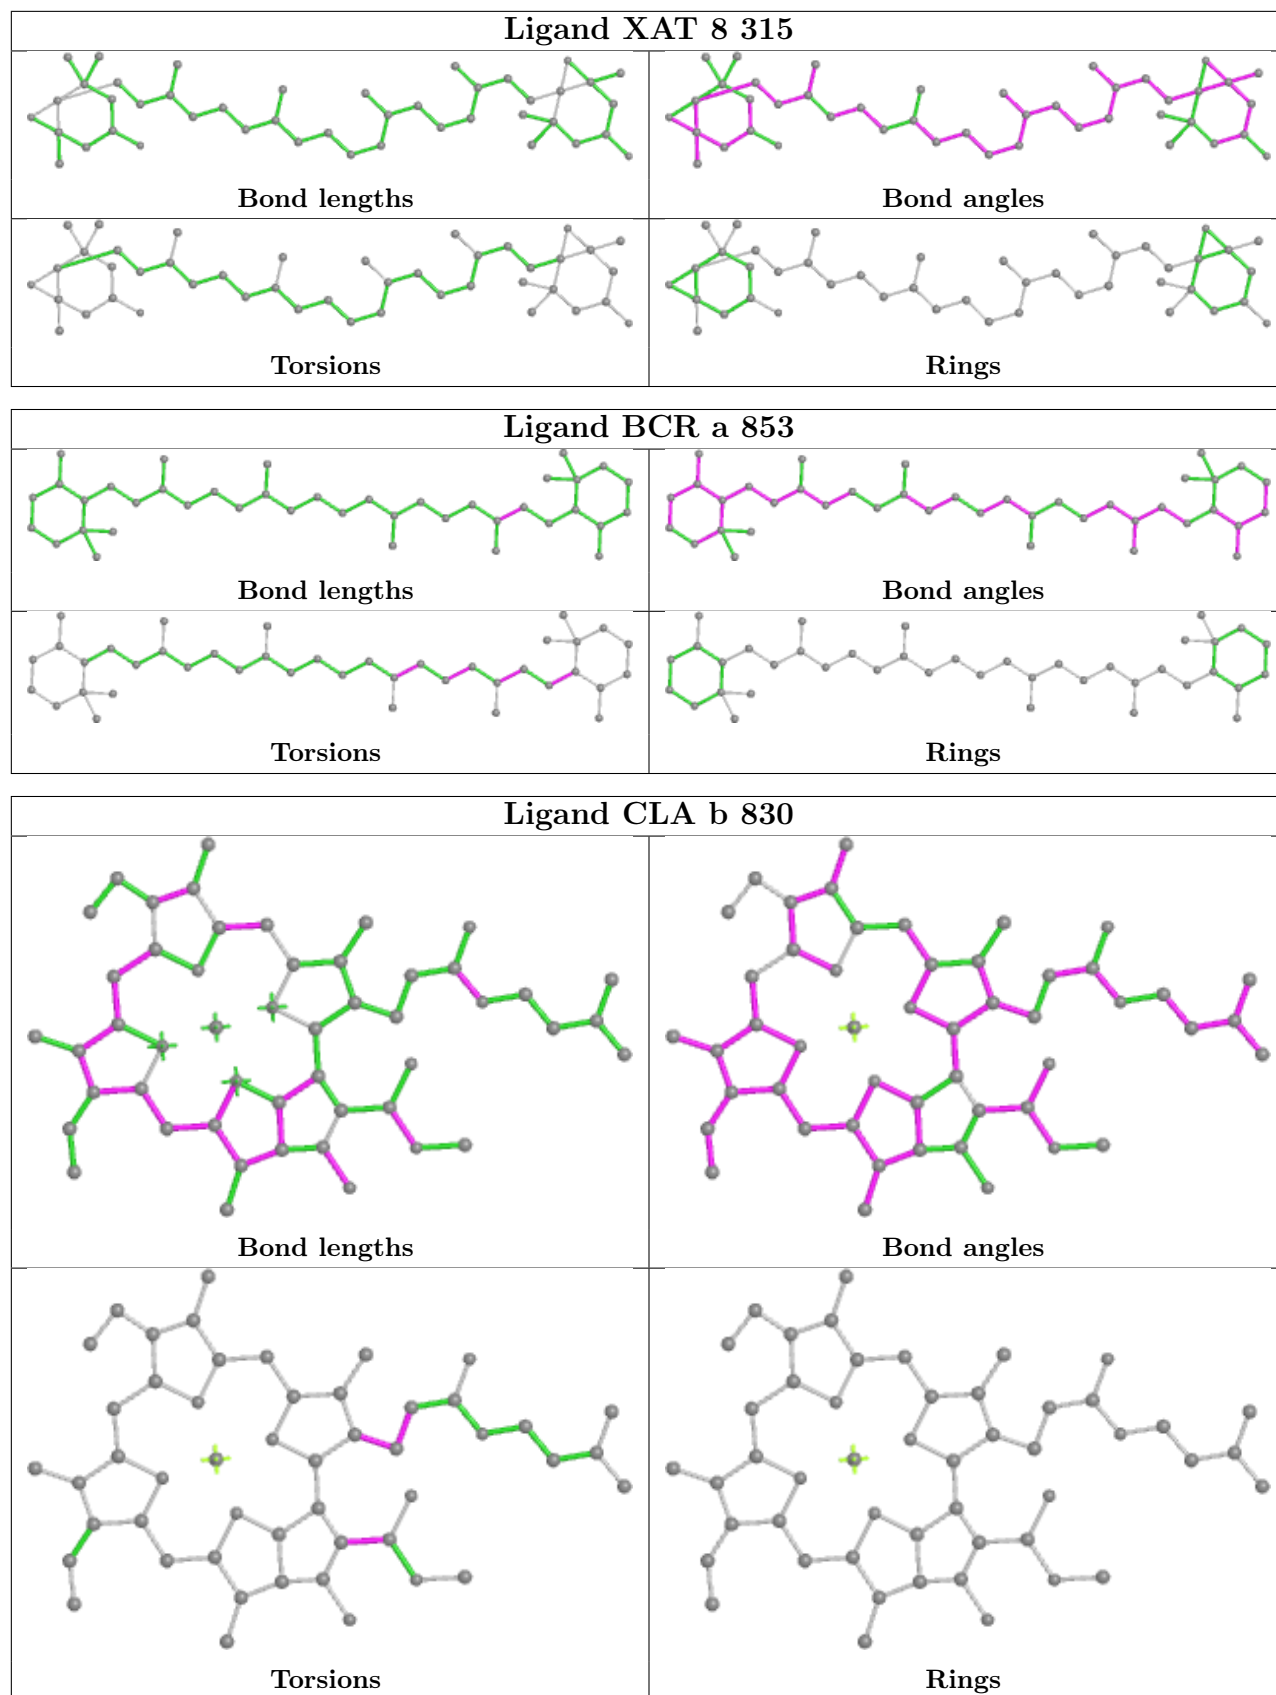 Ligand XAT 8 315
Bond lengths
Bond angles
Torsions
Rings
Ligand BCR a 853
Bond lengths
Bond angles
Torsions
Rings
Ligand CLA b 830
Bond lengths
Bond angles
Torsions
Rings